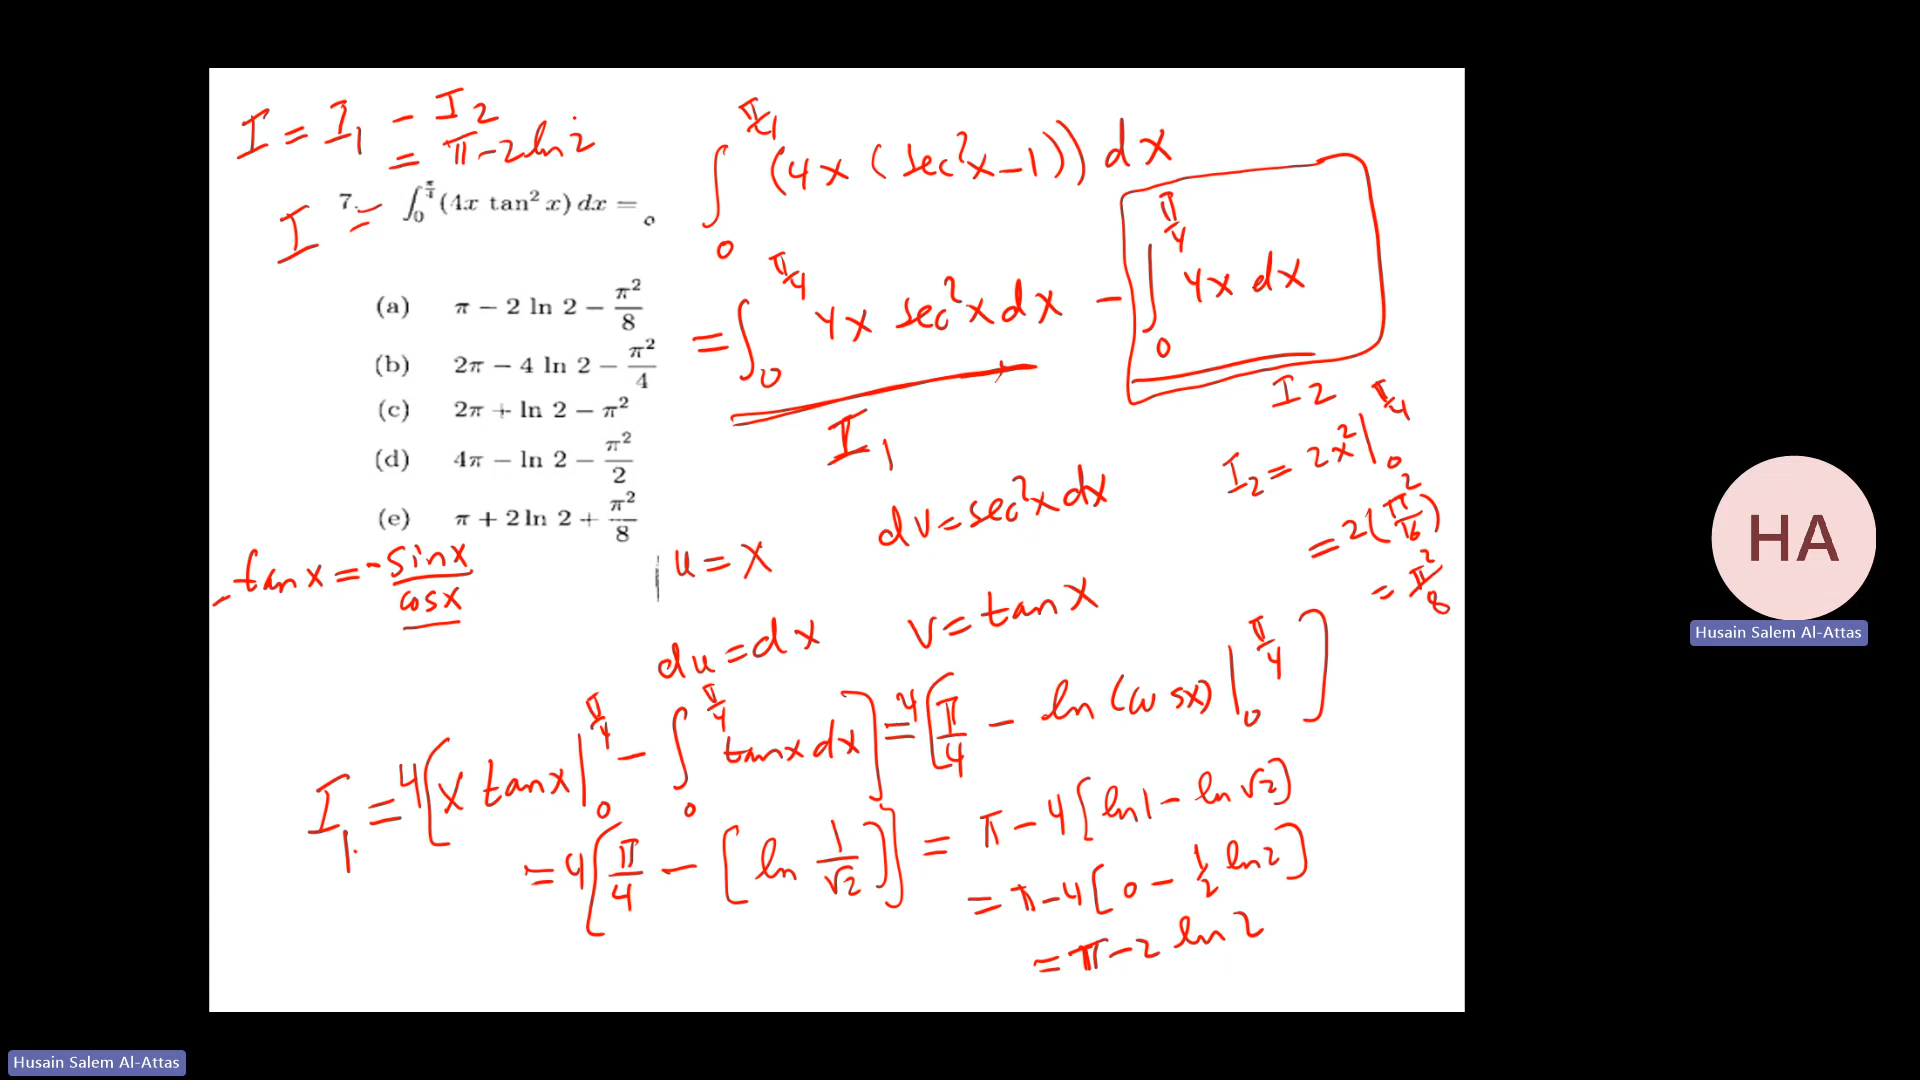 I = I₁ - I₂
= π - 2 ln 2
I =
7. ∫₀^{π/4} (4x tan² x) dx =
(a) π − 2 ln 2 − π²/8
(b) 2π − 4 ln 2 − π²/4
(c) 2π + ln 2 − π²
(d) 4π − ln 2 − π²/2
(e) π + 2 ln 2 + π²/8
∫₀^{π/4} (4x (sec²x - 1)) dx
= ∫₀^{π/4} 4x sec²x dx - ∫₀^{π/4} 4x dx
I₁
I₂
I₂ = 2x² |₀^{π/4}
= 2(π²/16)
= π²/8
- tan x = - sin x / cos x
u = x dv = sec²x dx
du = dx v = tan x
I₁ = 4[x tan x |₀^{π/4} - ∫₀^{π/4} tan x dx] = 4[π/4 - ln(cos x) |₀^{π/4}]
= 4[π/4 - [ln 1/√2]] = π - 4[ln 1 - ln √2]
= π - 4[0 - 1/2 ln 2]
= π - 2 ln 2
HA
Husain Salem Al-Attas
Husain Salem Al-Attas